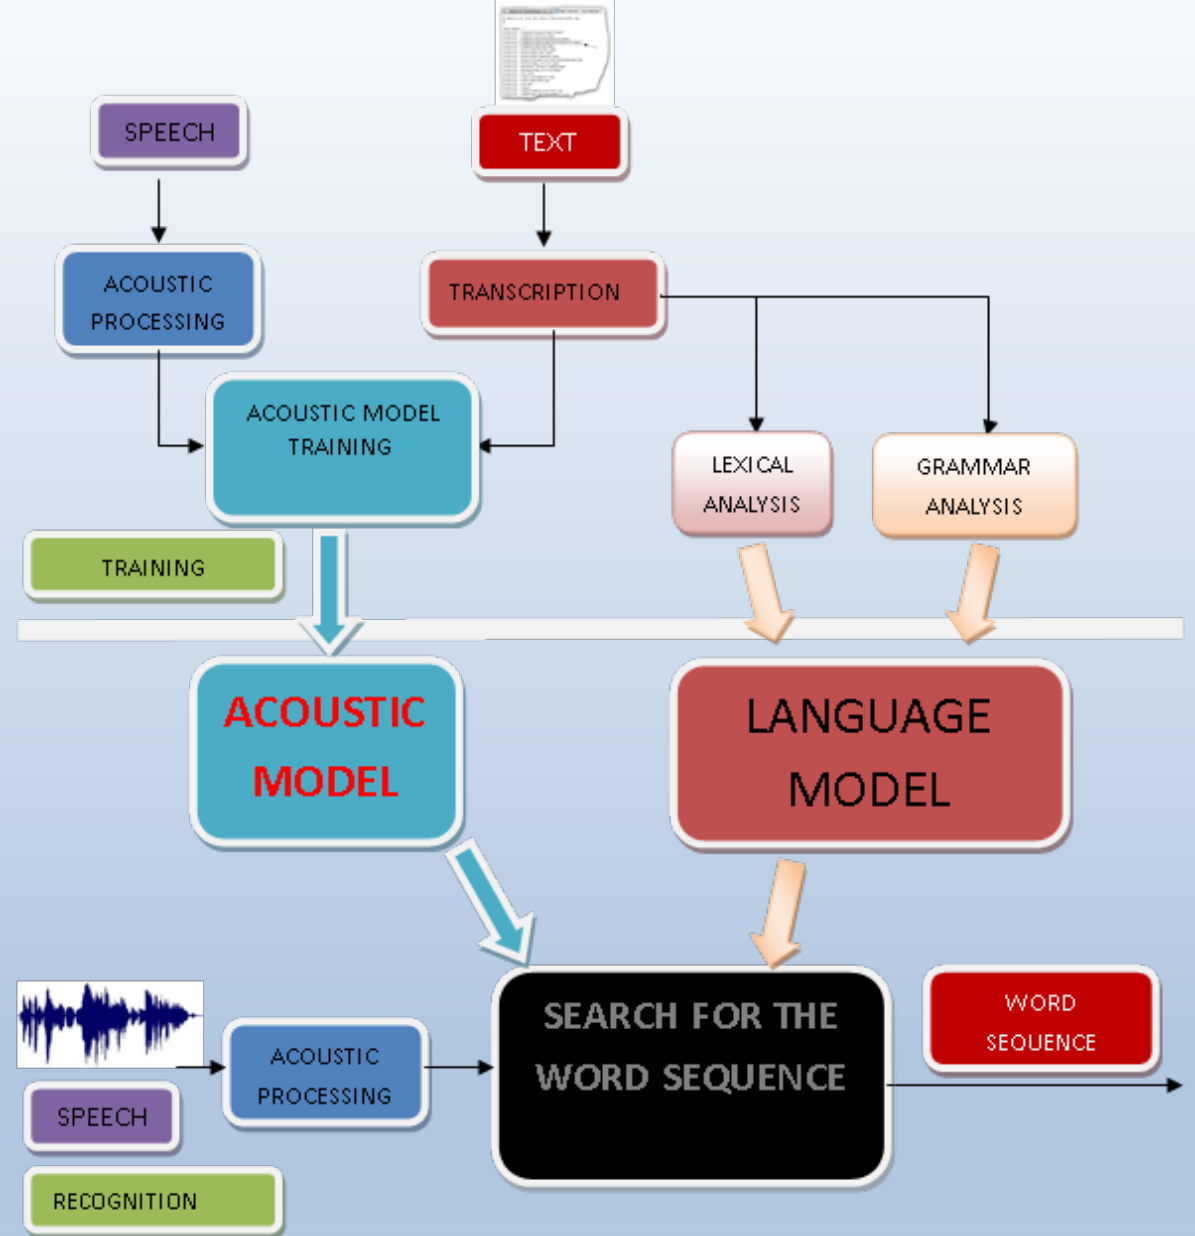 SPEECH
TEXT
ACOUSTIC
PROCESSING
TRANSCRIPTION
ACOUSTIC MODEL
TRAINING
LEXICAL
ANALYSIS
GRAMMAR
ANALYSIS
TRAINING
ACOUSTIC
MODEL
LANGUAGE
MODEL
SEARCH FOR THE
WORD SEQUENCE
WORD
SEQUENCE
ACOUSTIC
PROCESSING
SPEECH
RECOGNITION